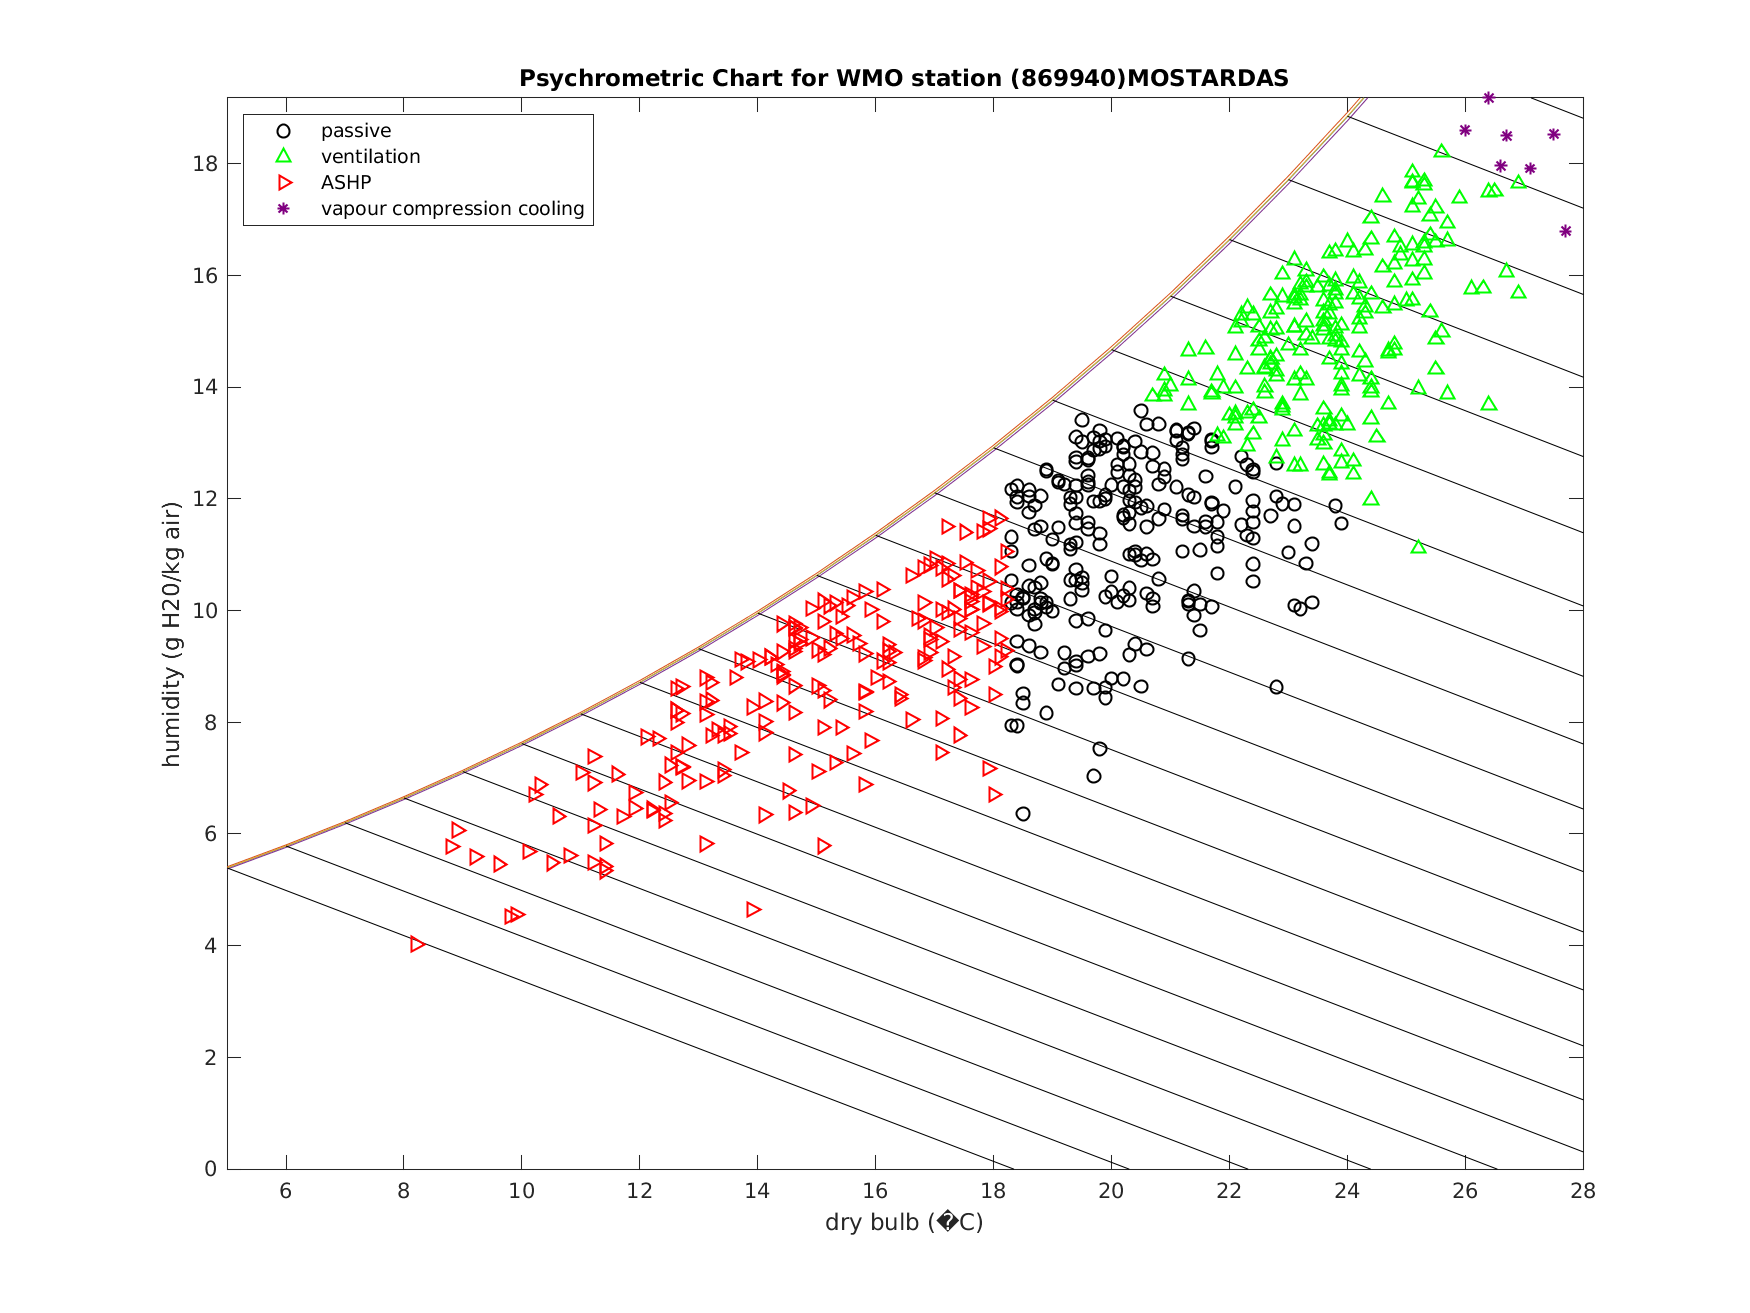 Psychrometric Chart for WMO station (869940)MOSTARDAS
passive
ventilation
ASHP
vapour compression cooling
humidity (g H20/kg air)
18
16
14
12
10
8
6
4
2
0
6 8 10 12 14 16 18 20 22 24 26 28
dry bulb (�C)